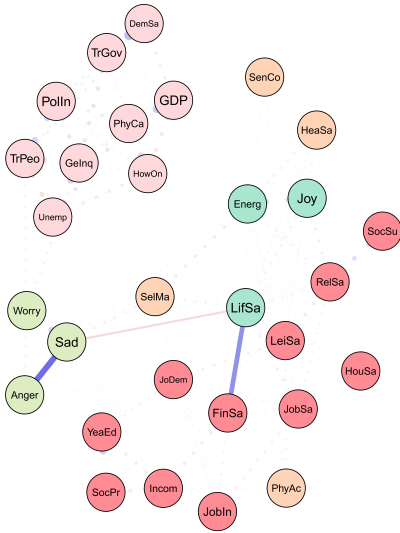 DemSa
TrGov
SenCo
PolIn
GDP
PhyCa
HeaSa
TrPeo
GeInq
HowOn
Energ
Joy
Unemp
SocSu
RelSa
SelMa
Worry
LifSa
Sad
LeiSa
HouSa
JoDem
Anger
FinSa
JobSa
YeaEd
SocPr
Incom
PhyAc
JobIn